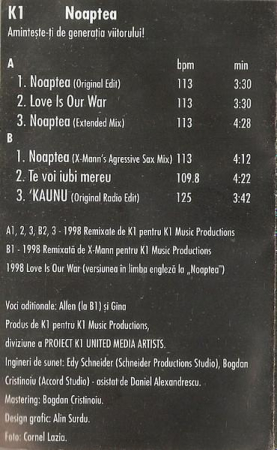 K1 Noaptea
Amintește-ți de generația viitorului!
A bpm min
1. Noaptea (Original Edit) 113 3:30
2. Love Is Our War 113 3:30
3. Noaptea (Extended Mix) 113 4:28
B
1. Noaptea (X-Mann's Agressive Sax Mix) 113 4:12
2. Te voi iubi mereu 109.8 4:22
3. 'KAUNU (Original Radio Edit) 125 3:42
A1, 2, 3, B2, 3 - 1998 Remixate de K1 pentru K1 Music Productions
B1 - 1998 Remixată de X-Mann pentru K1 Music Productions
1998 Love Is Our War (versiunea în limba engleză la „Noaptea")
Voci aditionale: Allen (la B1) și Gina
Produs de K1 pentru K1 Music Productions,
diviziune a PROIECT K1 UNITED MEDIA ARTISTS.
Ingineri de sunet: Edy Schneider (Schneider Productions Studio), Bogdan
Cristinoiu (Accord Studio) - asistat de Daniel Alexandrescu.
Mastering: Bogdan Cristinoiu.
Design grafic: Alin Surdu.
Foto: Cornel Lazia.